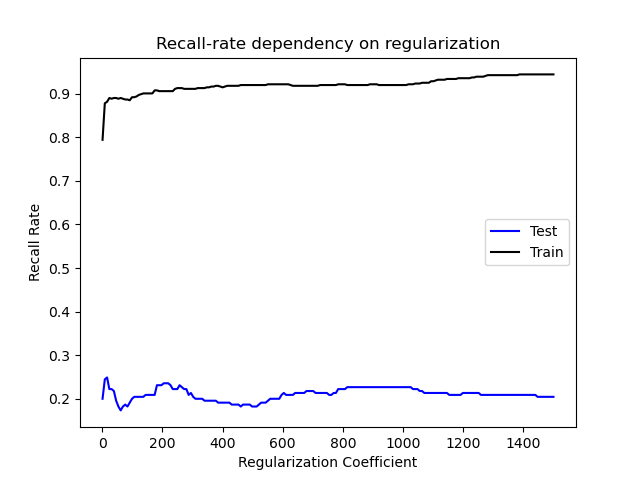 Recall-rate dependency on regularization
Recall Rate
0.9
0.8
0.7
0.6
0.5
0.4
0.3
0.2
Test
Train
0 200 400 600 800 1000 1200 1400
Regularization Coefficient